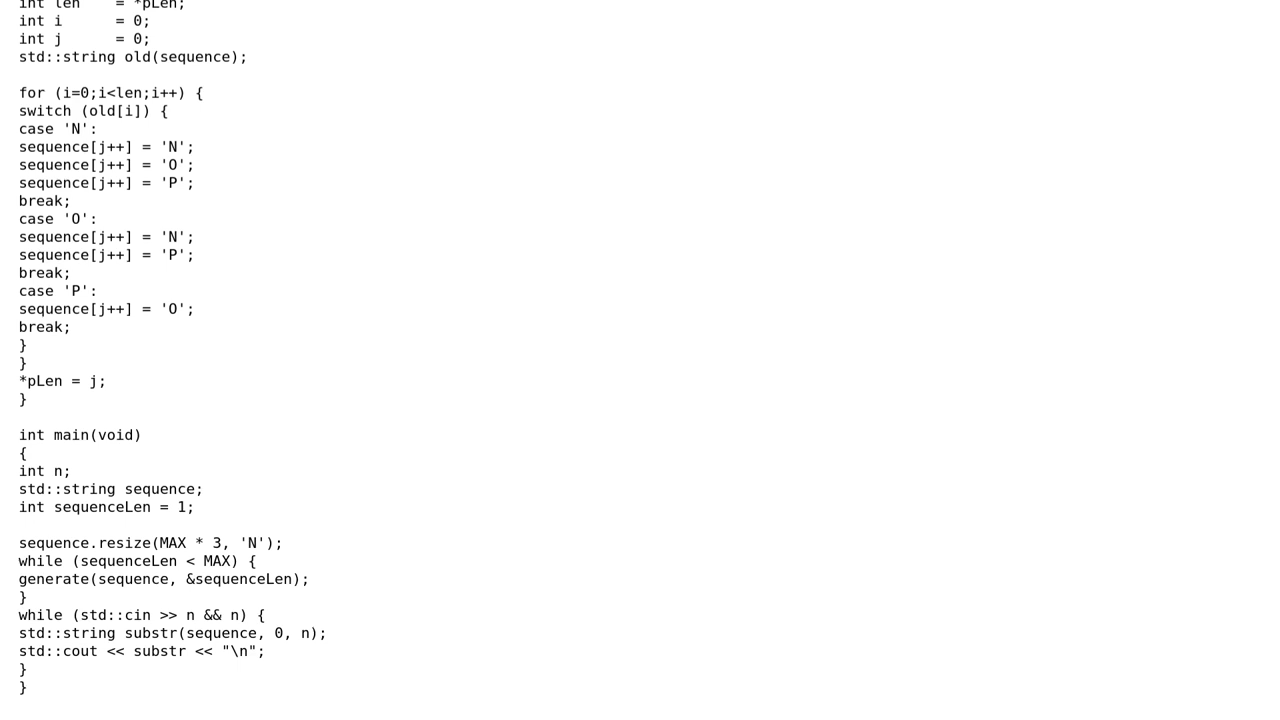 int len    = *pLen;
int i      = 0;
int j      = 0;
std::string old(sequence);

for (i=0;i<len;i++) {
switch (old[i]) {
case 'N':
sequence[j++] = 'N';
sequence[j++] = 'O';
sequence[j++] = 'P';
break;
case 'O':
sequence[j++] = 'N';
sequence[j++] = 'P';
break;
case 'P':
sequence[j++] = 'O';
break;
}
}
*pLen = j;
}

int main(void)
{
int n;
std::string sequence;
int sequenceLen = 1;

sequence.resize(MAX * 3, 'N');
while (sequenceLen < MAX) {
generate(sequence, &sequenceLen);
}
while (std::cin >> n && n) {
std::string substr(sequence, 0, n);
std::cout << substr << "\n";
}
}